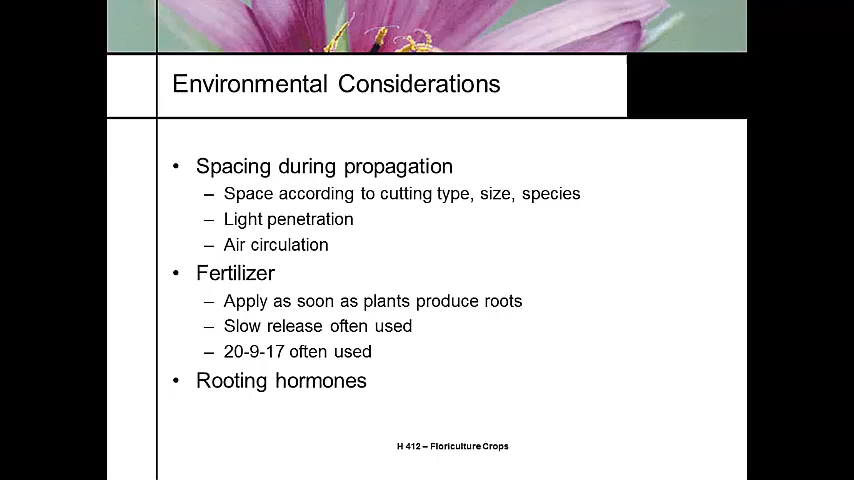 Environmental Considerations
• Spacing during propagation
– Space according to cutting type, size, species
– Light penetration
– Air circulation
• Fertilizer
– Apply as soon as plants produce roots
– Slow release often used
– 20-9-17 often used
• Rooting hormones
H 412 – Floriculture Crops